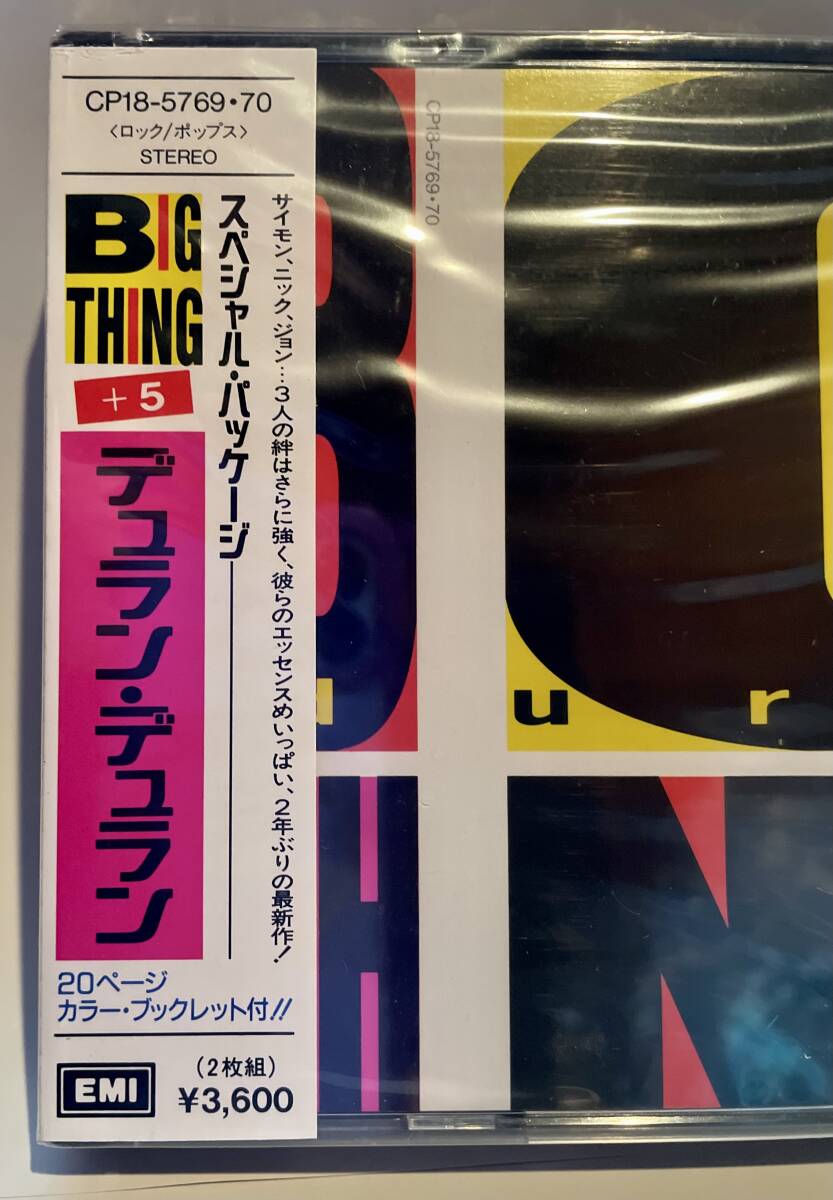 CP18-5769・70
〈ロック/ポップス〉
STEREO
BIG
THING
+5
デュラン・デュラン
スペシャル・パッケージ
サイモン、ニック、ジョン…3人の絆はさらに強く、彼らのエッセンスめいっぱい、2年ぶりの最新作!
20ページ
カラー・ブックレット付!!
EMI
(2枚組)
¥3,600
CP18-5769・70
d u r